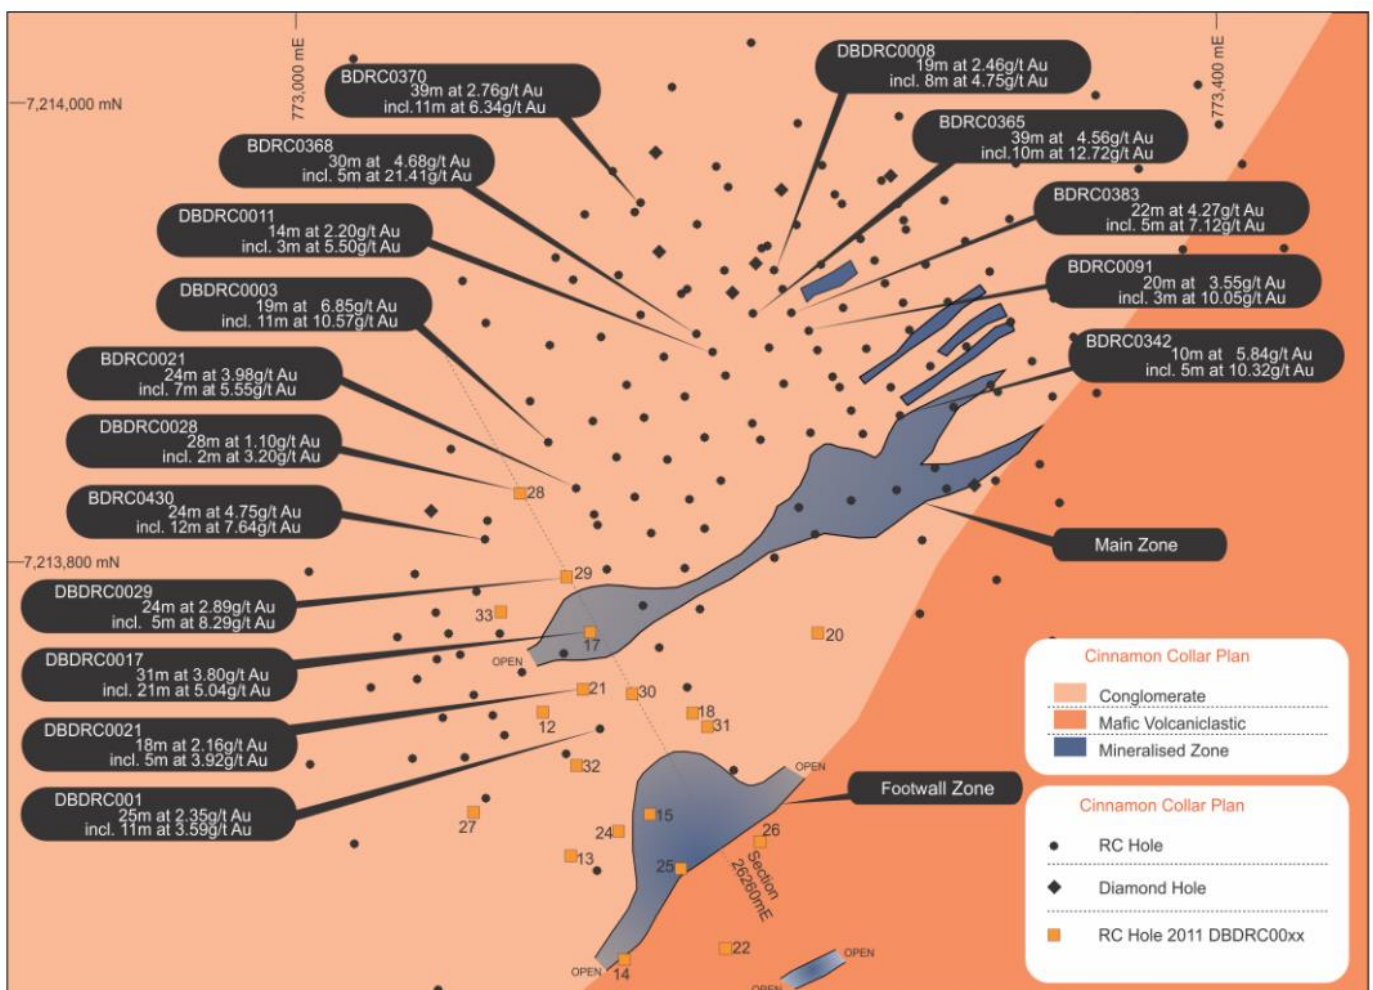 773,000 mE
773,400 mE
7,214,000 mN
7,213,800 mN
BDRC0370
39m at 2.76g/t Au
incl.11m at 6.34g/t Au
DBDRC0008
19m at 2.46g/t Au
incl. 8m at 4.75g/t Au
BDRC0368
30m at 4.68g/t Au
incl. 5m at 21.41g/t Au
BDRC0365
39m at 4.56g/t Au
incl.10m at 12.72g/t Au
DBDRC0011
14m at 2.20g/t Au
incl. 3m at 5.50g/t Au
BDRC0383
22m at 4.27g/t Au
incl. 5m at 7.12g/t Au
DBDRC0003
19m at 6.85g/t Au
incl. 11m at 10.57g/t Au
BDRC0091
20m at 3.55g/t Au
incl. 3m at 10.05g/t Au
BDRC0021
24m at 3.98g/t Au
incl. 7m at 5.55g/t Au
BDRC0342
10m at 5.84g/t Au
incl. 5m at 10.32g/t Au
DBDRC0028
28m at 1.10g/t Au
incl. 2m at 3.20g/t Au
BDRC0430
24m at 4.75g/t Au
incl. 12m at 7.64g/t Au
DBDRC0029
24m at 2.89g/t Au
incl. 5m at 8.29g/t Au
DBDRC0017
31m at 3.80g/t Au
incl. 21m at 5.04g/t Au
DBDRC0021
18m at 2.16g/t Au
incl. 5m at 3.92g/t Au
DBDRC001
25m at 2.35g/t Au
incl. 11m at 3.59g/t Au
28
29
33
17
20
OPEN
21
30
12
18
31
32
OPEN
27
24
15
26
13
25
22
14
OPEN
OPEN
OPEN
Section
26260mE
Main Zone
Footwall Zone
Cinnamon Collar Plan
Conglomerate
Mafic Volcaniclastic
Mineralised Zone
Cinnamon Collar Plan
RC Hole
Diamond Hole
RC Hole 2011 DBDRC00xx